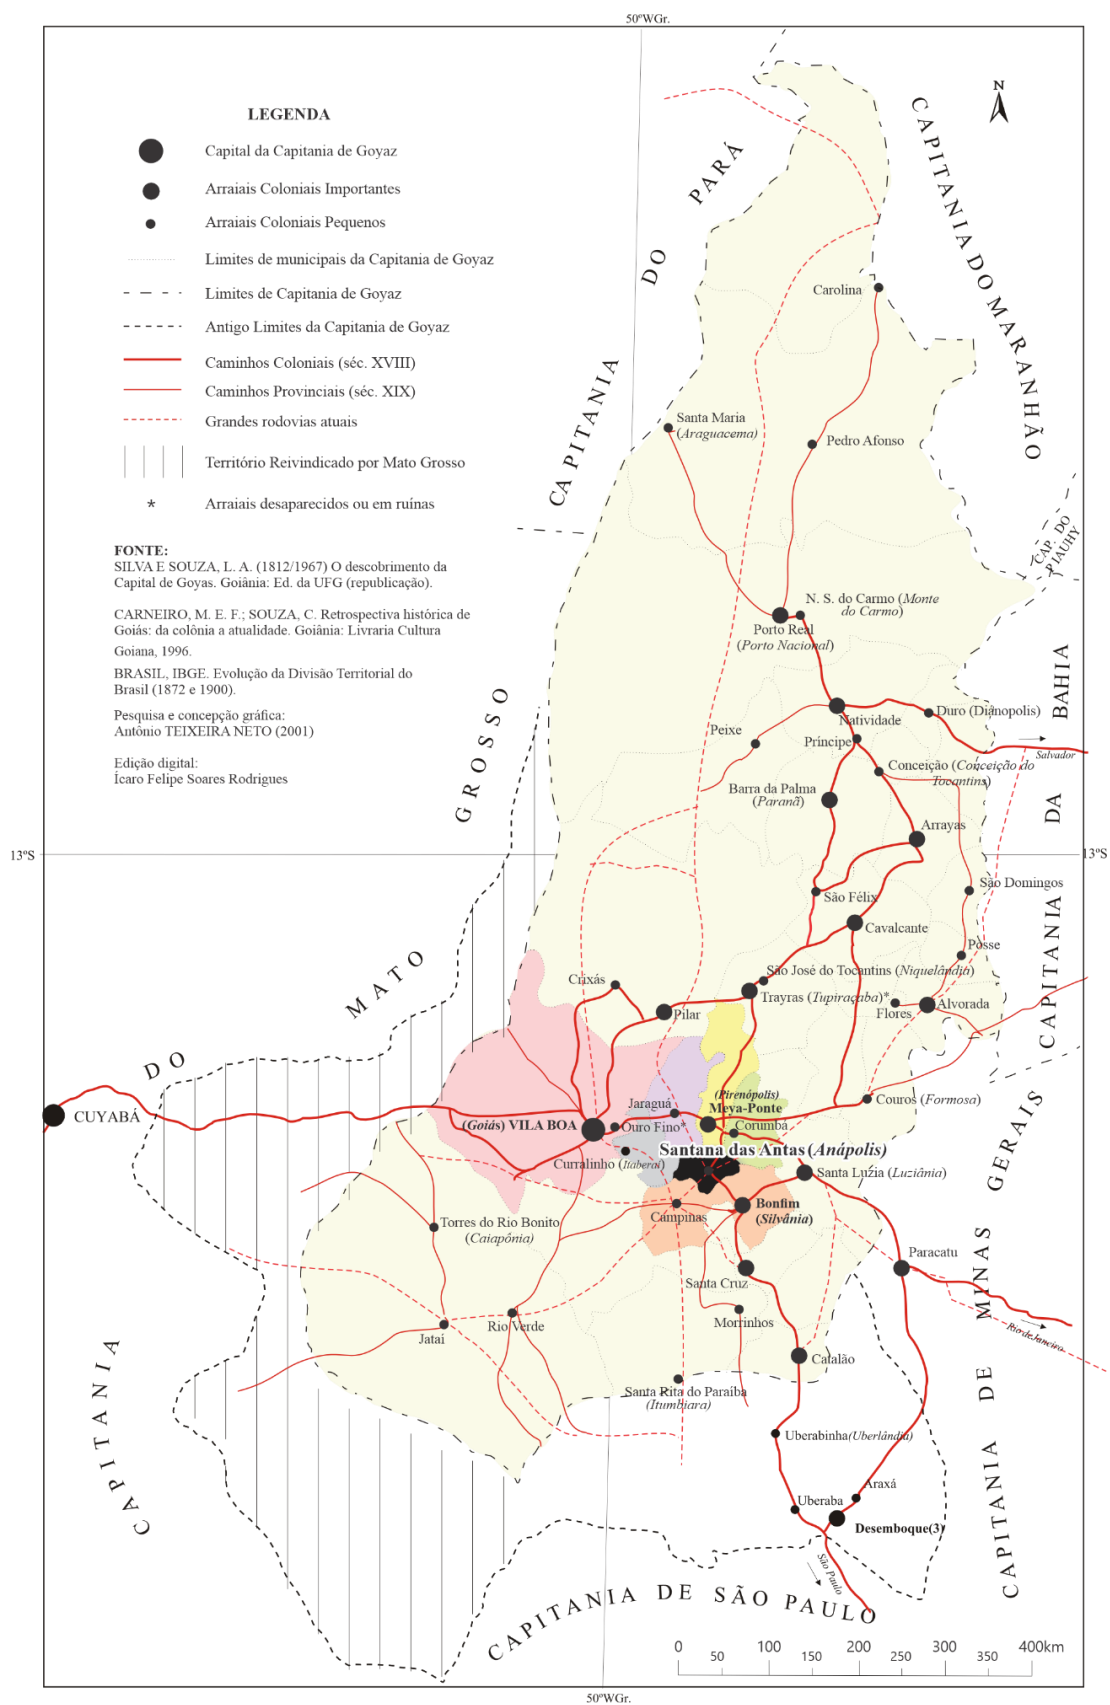 50ºWGr.
N
LEGENDA
Capital da Capitania de Goyaz
Arraiais Coloniais Importantes
Arraiais Coloniais Pequenos
Limites de municipais da Capitania de Goyaz
Limites de Capitania de Goyaz
Antigo Limites da Capitania de Goyaz
Caminhos Coloniais (séc. XVIII)
Caminhos Provinciais (séc. XIX)
Grandes rodovias atuais
Território Reivindicado por Mato Grosso
* Arraiais desaparecidos ou em ruínas
FONTE:
SILVA E SOUZA, L. A. (1812/1967) O descobrimento da
Capital de Goyas. Goiânia: Ed. da UFG (republicação).
CARNEIRO, M. E. F.; SOUZA, C. Retrospectiva histórica de
Goiás: da colônia a atualidade. Goiânia: Livraria Cultura
Goiana, 1996.
BRASIL, IBGE. Evolução da Divisão Territorial do
Brasil (1872 e 1900).
Pesquisa e concepção gráfica:
Antônio TEIXEIRA NETO (2001)
Edição digital:
Ícaro Felipe Soares Rodrigues
CAPITANIA DO PARÁ
CAPITANIA DO MARANHÃO
CAP. DO
PIAUHY
CAPITANIA DA BAHIA
CAPITANIA DE MINAS GERAIS
CAPITANIA DE SÃO PAULO
CAPITANIA DO MATO GROSSO
Carolina
Santa Maria
(Araguacema)
Pedro Afonso
N. S. do Carmo (Monte
do Carmo)
Porto Real
(Porto Nacional)
Natividade
Duro (Dianopolis)
Peixe
Príncipe
Salvador
Conceição (Conceição do
Tocantins)
Barra da Palma
(Paranã)
Arrayas
13ºS
13ºS
São Félix
São Domingos
Cavalcante
Posse
São José do Tocantins (Niquelândia)
Crixás
Trayras (Tupiraçaba)*
Pilar
Flores
Alvorada
(Pirenópolis)
Meya-Ponte
Couros (Formosa)
CUYABÁ
Jaraguá
(Goiás) VILA BOA
Ouro Fino*
Corumbá
Santana das Antas (Anápolis)
Curralinho (Itaberaí)
Santa Luzia (Luziânia)
Campinas
Bonfim
(Silvânia)
Torres do Rio Bonito
(Caiapônia)
Paracatu
Santa Cruz
Morrinhos
Rio de Janeiro
Jataí
Rio Verde
Catalão
Santa Rita do Paraíba
(Itumbiara)
Uberabinha(Uberlândia)
Araxá
Uberaba
Desemboque(3)
São Paulo
0 50 100 150 200 250 300 350 400km
50ºWGr.